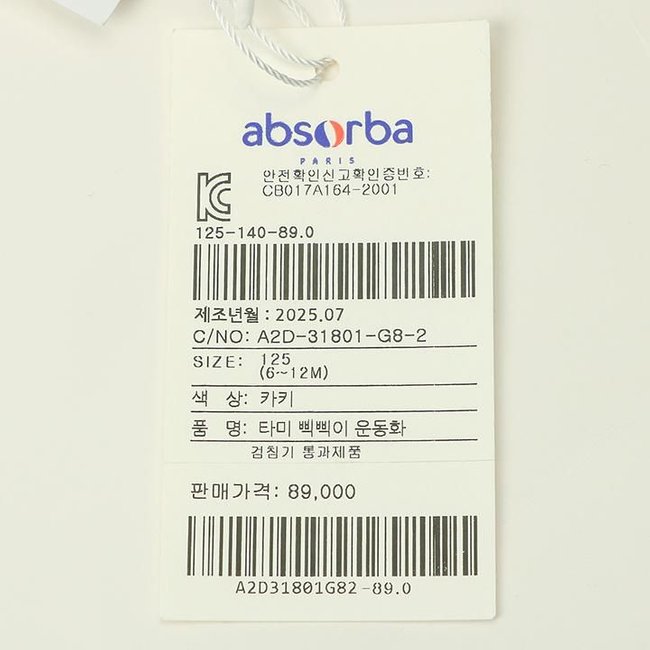 absorba
PARIS
안전확인신고확인증번호:
CB017A164-2001
125-140-89.0
제조년월 : 2025.07
C/NO: A2D-31801-G8-2
SIZE: 125
(6~12M)
색 상: 카키
품 명: 타미 삑삑이 운동화
검침기 통과제품
판매가격: 89,000
A2D31801G82-89.0